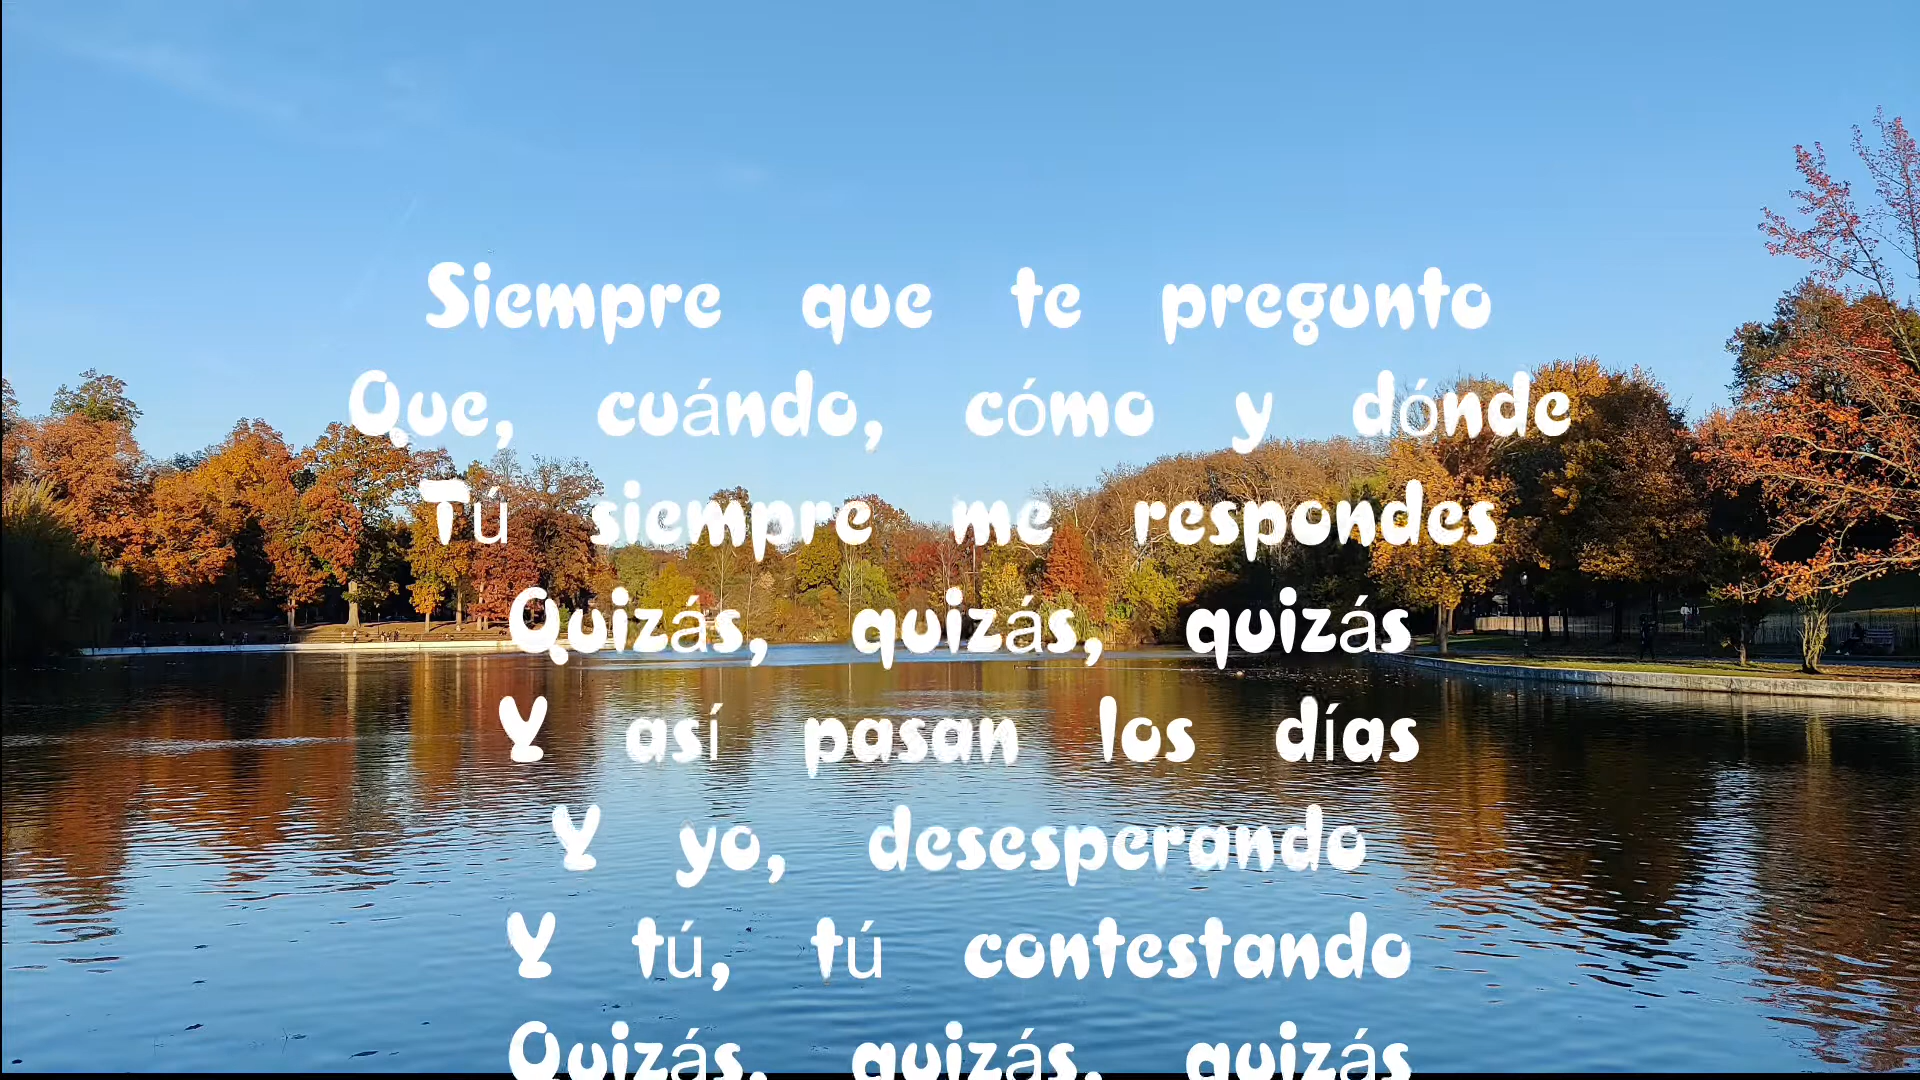 Siempre que te pregunto
Que, cuándo, cómo y dónde
Tú siempre me respondes
Quizás, quizás, quizás
Y así pasan los días
Y yo, desesperando
Y tú, tú contestando
Quizás, quizás, quizás